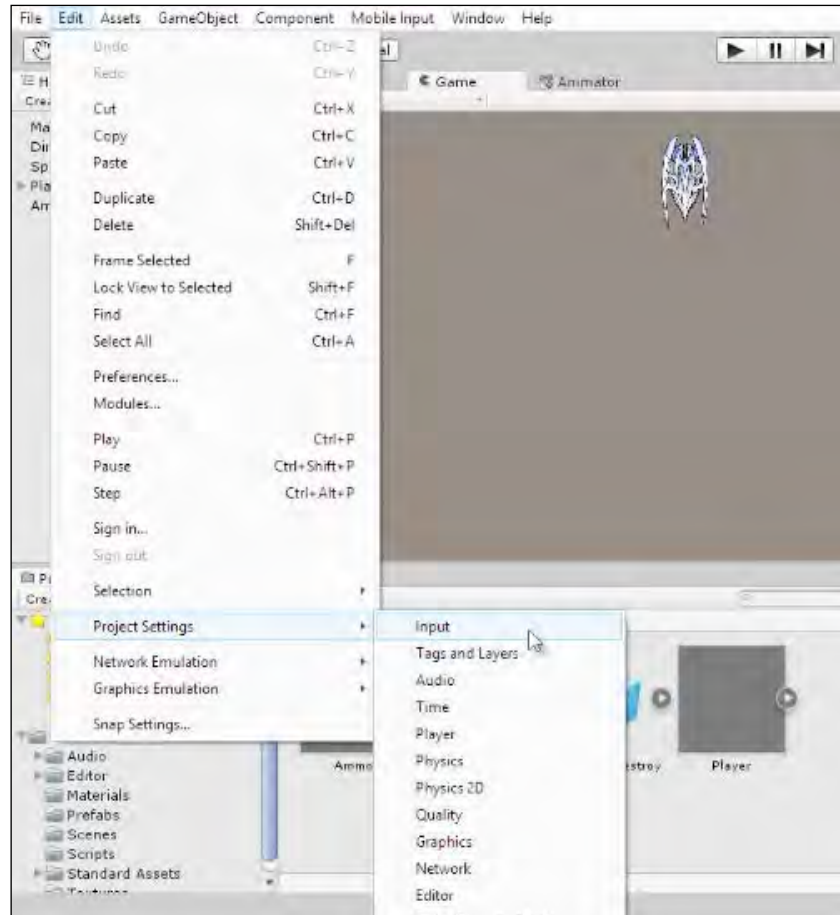 File Edit Assets GameObject Component Mobile Input Window Help
Undo Ctrl+Z
Redo Ctrl+Y
Game
Animator
Cut Ctrl+X
Copy Ctrl+C
Paste Ctrl+V
Duplicate Ctrl+D
Delete Shift+Del
Frame Selected F
Lock View to Selected Shift+F
Find Ctrl+F
Select All Ctrl+A
Preferences...
Modules...
Play Ctrl+P
Pause Ctrl+Shift+P
Step Ctrl+Alt+P
Sign in...
Sign out
Selection
Project Settings
Network Emulation
Graphics Emulation
Snap Settings...
Input
Tags and Layers
Audio
Time
Player
Physics
Physics 2D
Quality
Graphics
Network
Editor
Audio
Editor
Materials
Prefabs
Scenes
Scripts
Standard Assets
Player